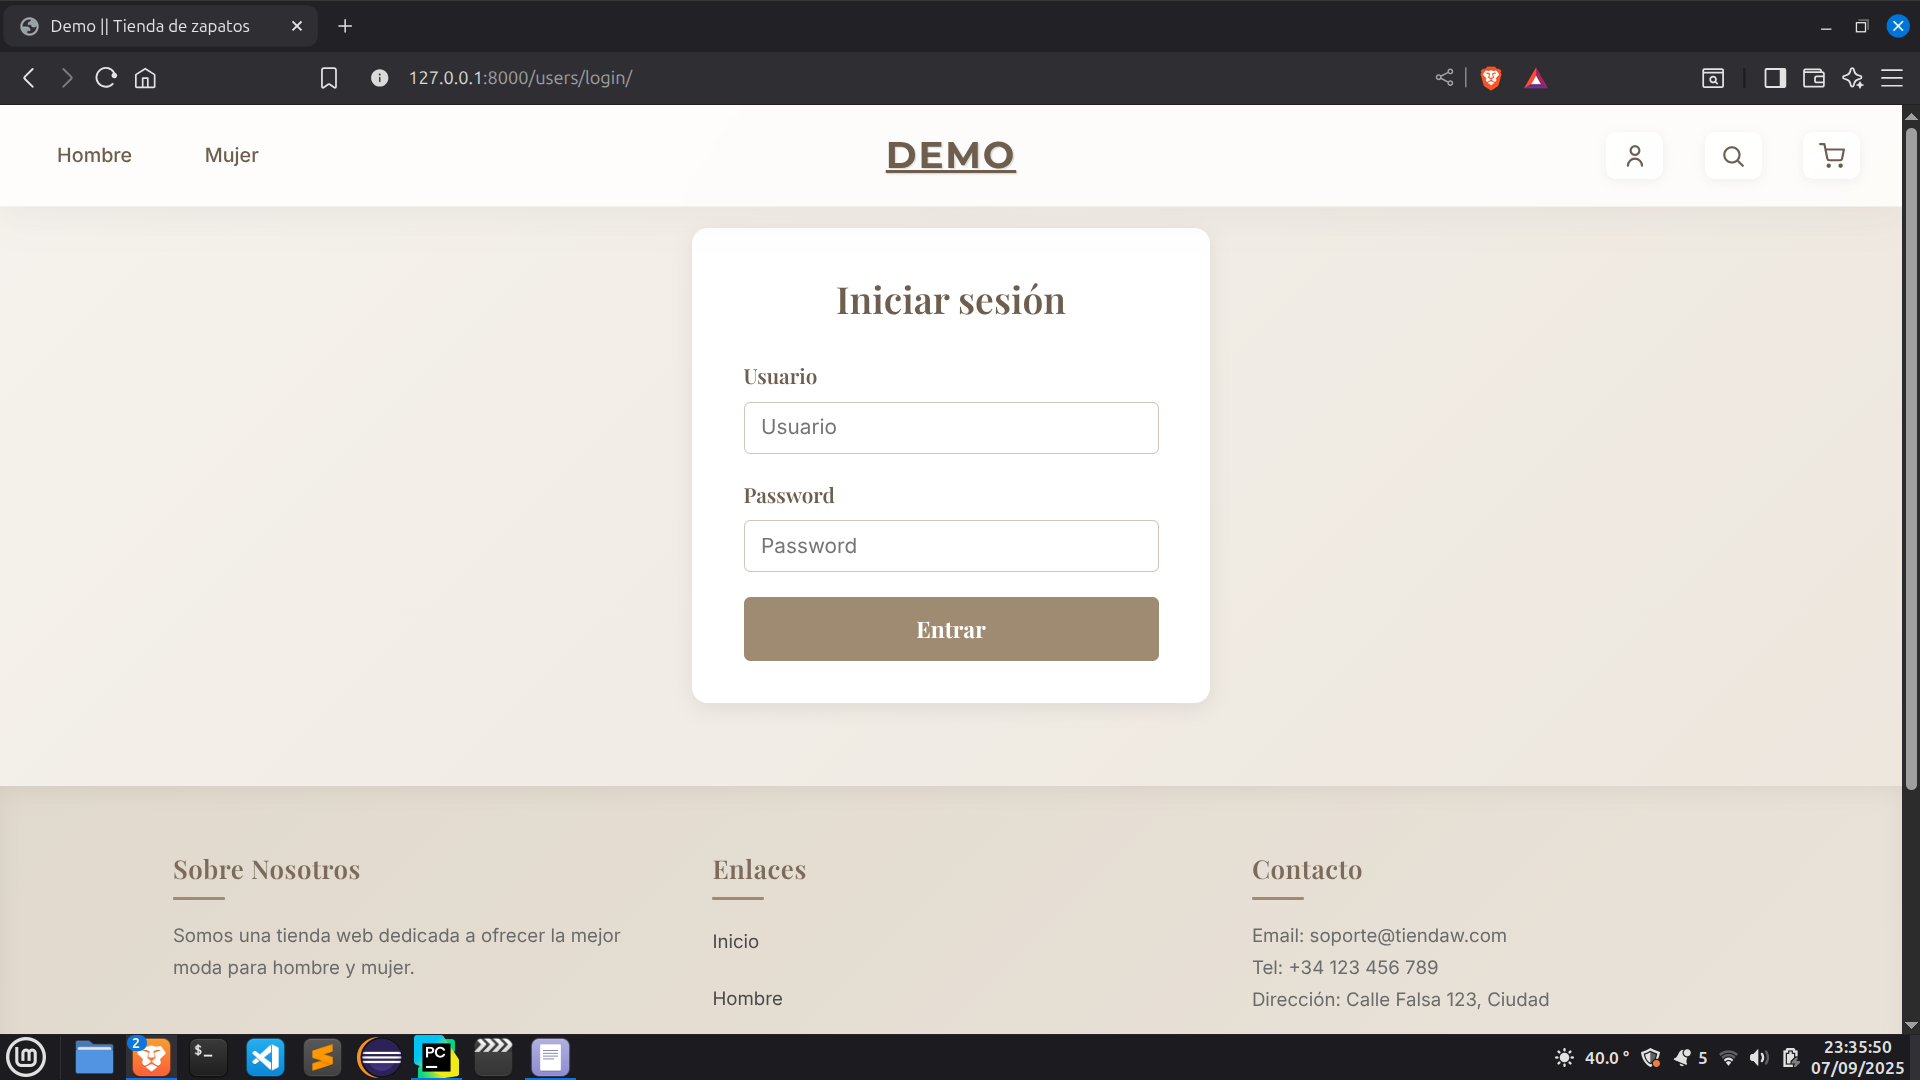 Demo || Tienda de zapatos
127.0.0.1:8000/users/login/
Hombre
Mujer
DEMO
Iniciar sesión
Usuario
Usuario
Password
Password
Entrar
Sobre Nosotros
Somos una tienda web dedicada a ofrecer la mejor
moda para hombre y mujer.
Enlaces
Inicio
Hombre
Contacto
Email: soporte@tiendaw.com
Tel: +34 123 456 789
Dirección: Calle Falsa 123, Ciudad
2
$_
PC
40.0 °
5
23:35:50
07/09/2025